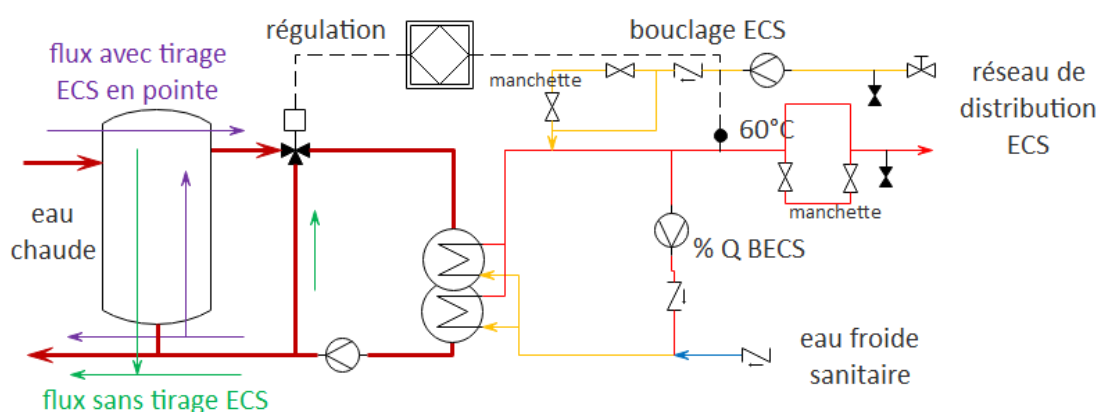 régulation
bouclage ECS
flux avec tirage
ECS en pointe
manchette
réseau de
distribution
ECS
60°C
eau
chaude
manchette
% Q BECS
eau froide
sanitaire
flux sans tirage ECS